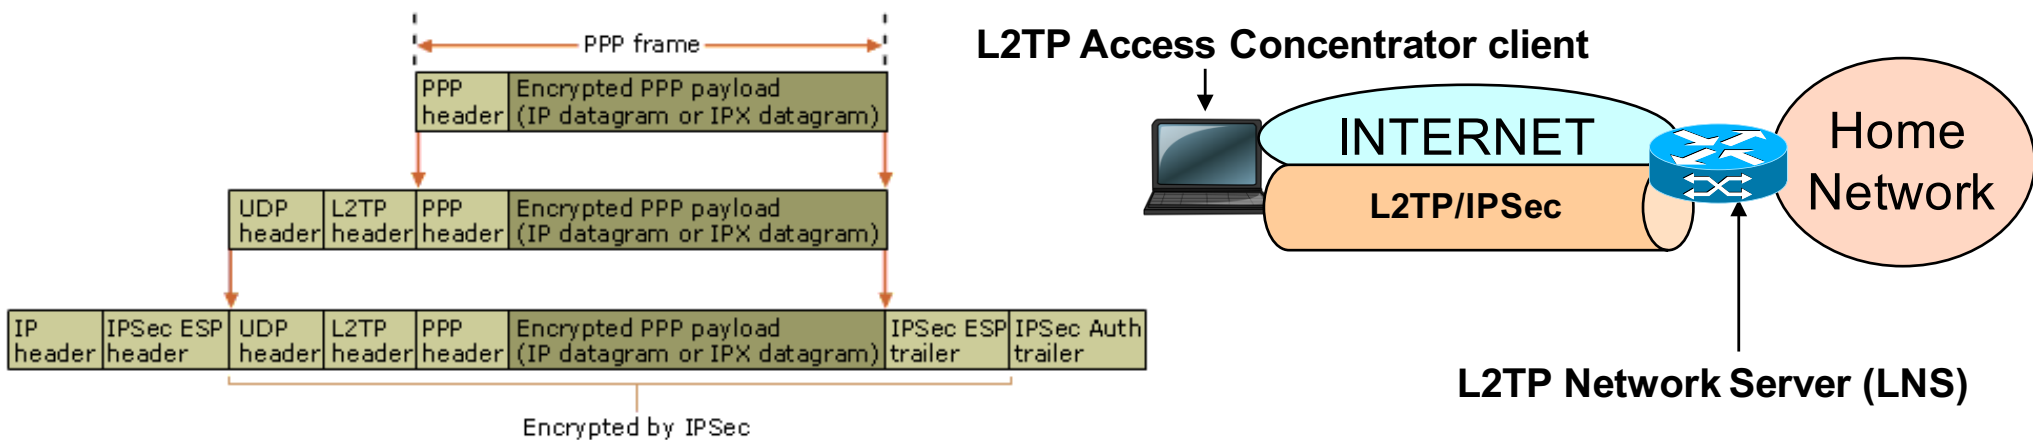 PPP frame
PPP
header
Encrypted PPP payload
(IP datagram or IPX datagram)
UDP
header
L2TP
header
PPP
header
Encrypted PPP payload
(IP datagram or IPX datagram)
IP
header
IPSec ESP
header
UDP
header
L2TP
header
PPP
header
Encrypted PPP payload
(IP datagram or IPX datagram)
IPSec ESP
trailer
IPSec Auth
trailer
Encrypted by IPSec
L2TP Access Concentrator client
INTERNET
L2TP/IPSec
Home
Network
L2TP Network Server (LNS)